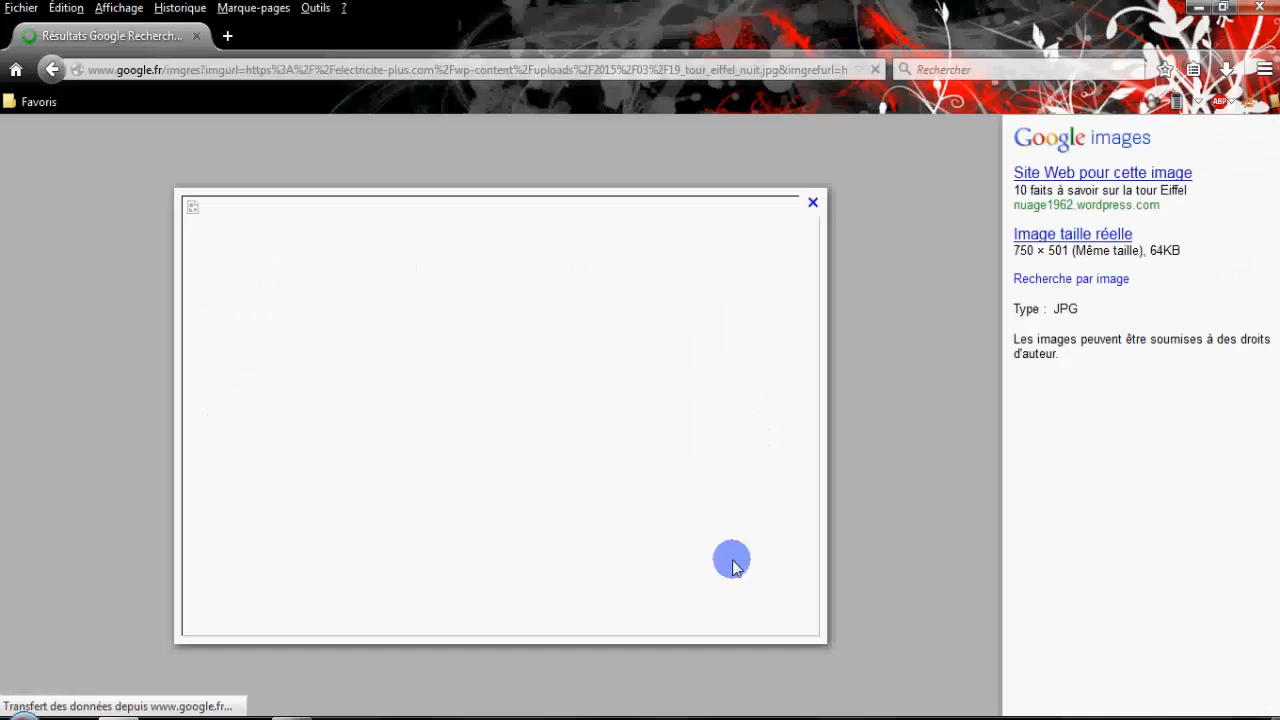 Fichier Édition Affichage Historique Marque-pages Outils ?
Résultats Google Recherch... × +
www.google.fr/imgres?imgurl=https%3A%2F%2Felectricite-plus.com%2Fwp-content%2Fuploads%2F2015%2F03%2F19_tour_eiffel_nuit.jpg&imgrefurl=h
Rechercher
ABP
Favoris
Google images
Site Web pour cette image
10 faits à savoir sur la tour Eiffel
nuage1962.wordpress.com
Image taille réelle
750 × 501 (Même taille), 64KB
Recherche par image
Type : JPG
Les images peuvent être soumises à des droits
d'auteur.
Transfert des données depuis www.google.fr...